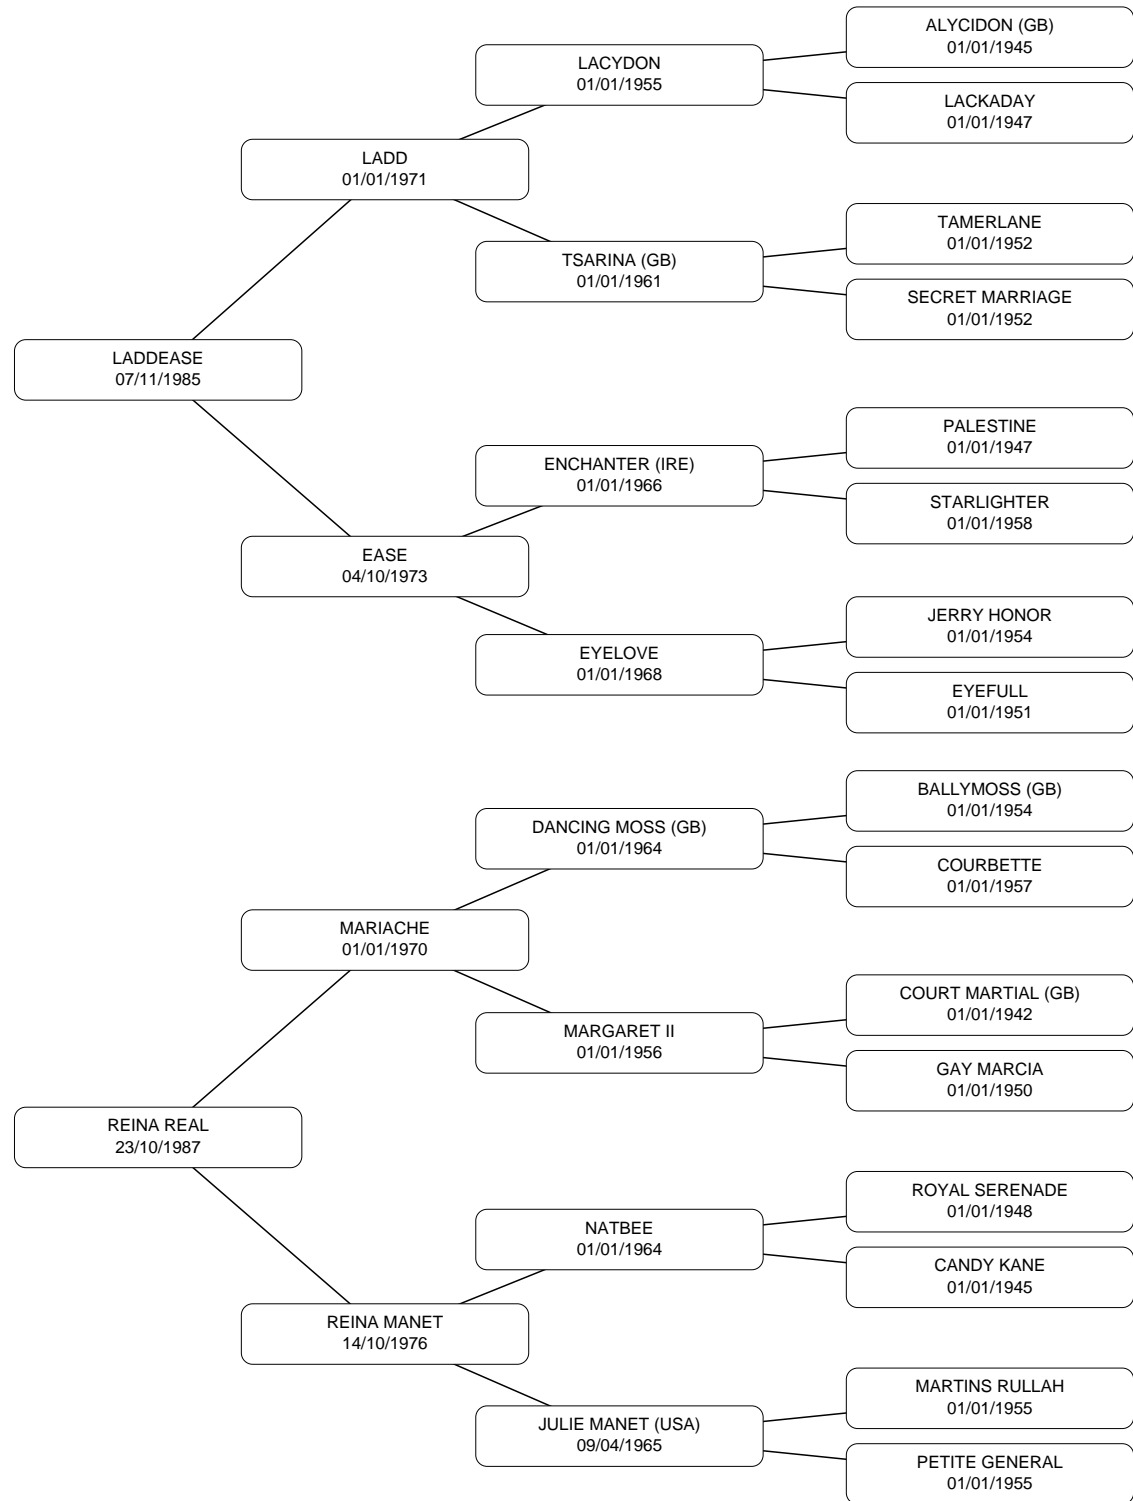 ALYCIDON (GB)
01/01/1945
LACYDON
01/01/1955
LACKADAY
01/01/1947
LADD
01/01/1971
TAMERLANE
01/01/1952
TSARINA (GB)
01/01/1961
SECRET MARRIAGE
01/01/1952
LADDEASE
07/11/1985
PALESTINE
01/01/1947
ENCHANTER (IRE)
01/01/1966
STARLIGHTER
01/01/1958
EASE
04/10/1973
JERRY HONOR
01/01/1954
EYELOVE
01/01/1968
EYEFULL
01/01/1951
BALLYMOSS (GB)
01/01/1954
DANCING MOSS (GB)
01/01/1964
COURBETTE
01/01/1957
MARIACHE
01/01/1970
COURT MARTIAL (GB)
01/01/1942
MARGARET II
01/01/1956
GAY MARCIA
01/01/1950
REINA REAL
23/10/1987
ROYAL SERENADE
01/01/1948
NATBEE
01/01/1964
CANDY KANE
01/01/1945
REINA MANET
14/10/1976
MARTINS RULLAH
01/01/1955
JULIE MANET (USA)
09/04/1965
PETITE GENERAL
01/01/1955